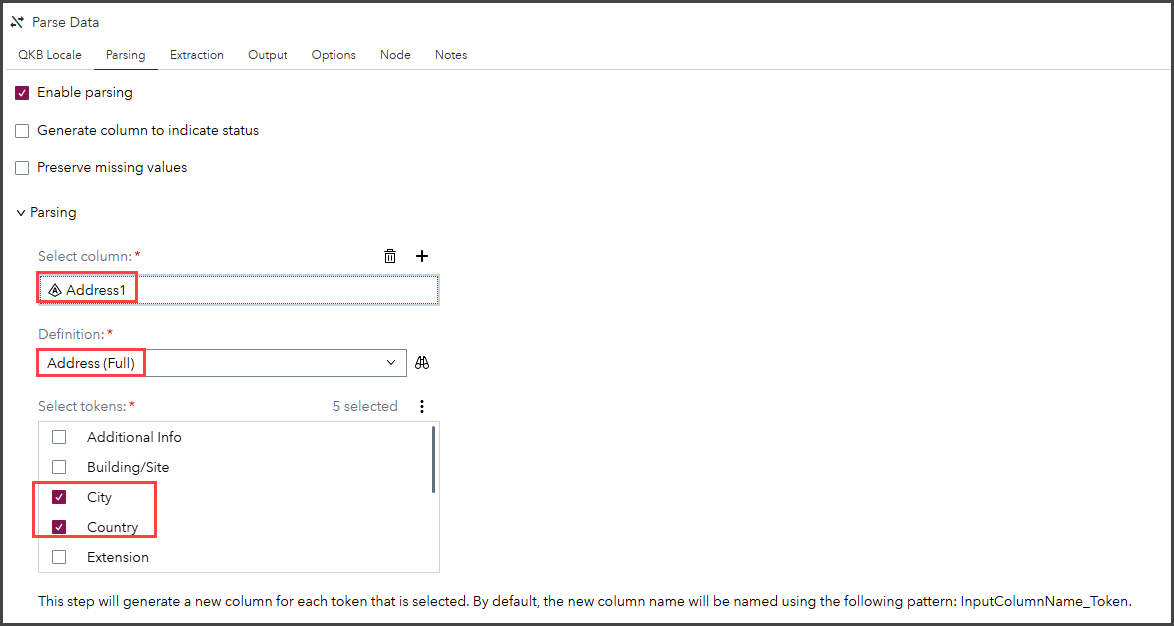 Parse Data
QKB Locale Parsing Extraction Output Options Node Notes
Enable parsing
Generate column to indicate status
Preserve missing values
Parsing
Select column: *
Address1
Definition: *
Address (Full)
Select tokens: * 5 selected
Additional Info
Building/Site
City
Country
Extension
This step will generate a new column for each token that is selected. By default, the new column name will be named using the following pattern: InputColumnName_Token.